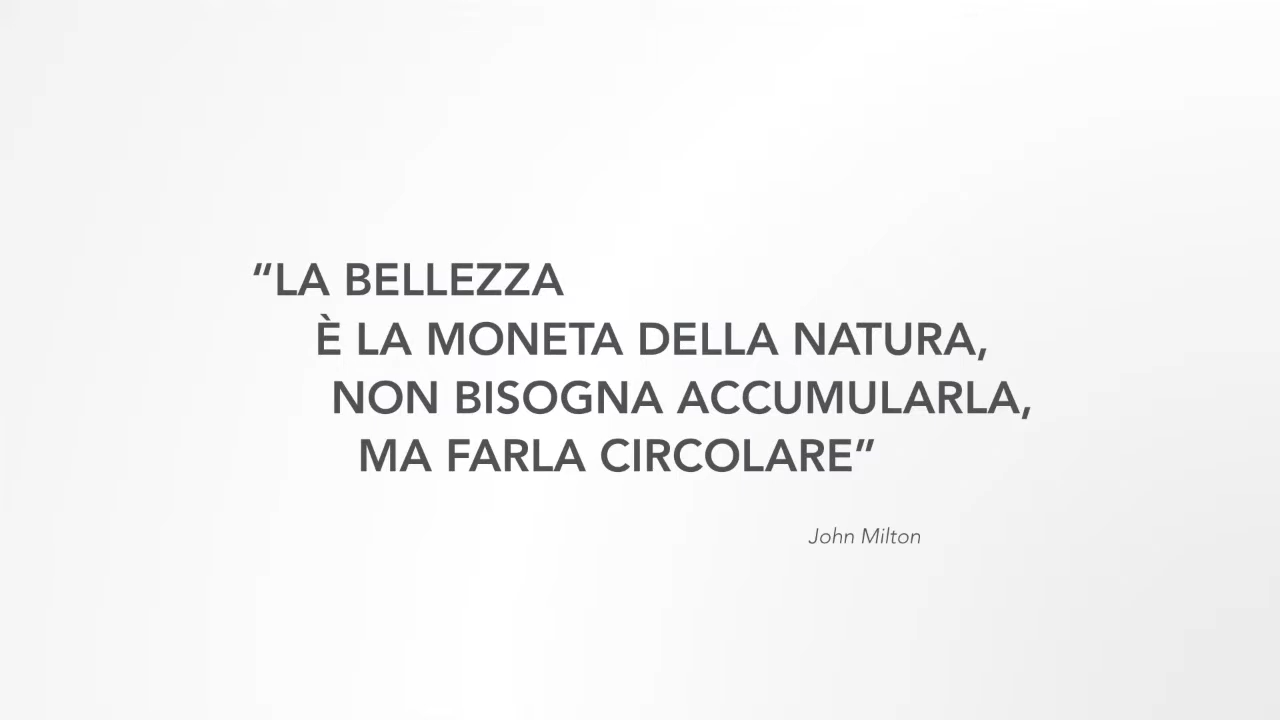 “LA BELLEZZA
È LA MONETA DELLA NATURA,
NON BISOGNA ACCUMULARLA,
MA FARLA CIRCOLARE”
John Milton